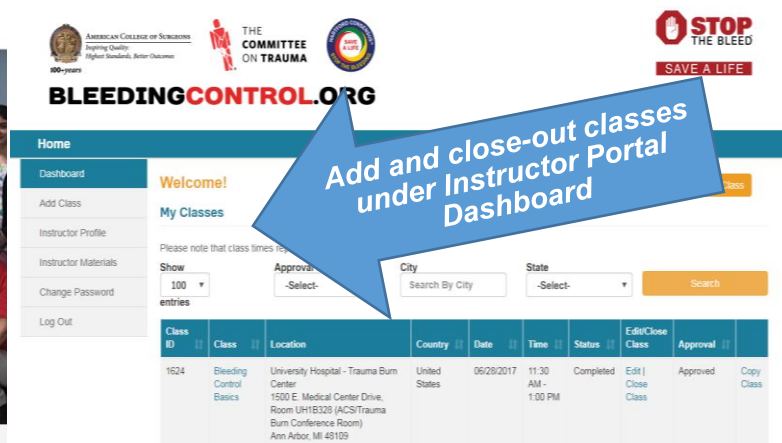 AMERICAN COLLEGE OF SURGEONS
Inspiring Quality:
Highest Standards, Better Outcomes
100+years
THE
COMMITTEE
ON TRAUMA
SAVE A LIFE
STOP
THE BLEED
SAVE A LIFE
BLEEDINGCONTROL.ORG
Home
Dashboard
Add Class
Instructor Profile
Instructor Materials
Change Password
Log Out
Welcome!
Class
My Classes
Add and close-out classes
under Instructor Portal
Dashboard
Please note that class times
Show
100
entries
Approval
-Select-
City
Search By City
State
-Select-
Search
Class ID
Class
Location
Country
Date
Time
Status
Edit/Close Class
Approval
1624
Bleeding
Control
Basics
University Hospital - Trauma Burn
Center
1500 E. Medical Center Drive,
Room UH1B328 (ACS/Trauma
Burn Conference Room)
Ann Arbor, MI 48109
United
States
06/28/2017
11:30
AM -
1:00 PM
Completed
Edit |
Close
Class
Approved
Copy
Class